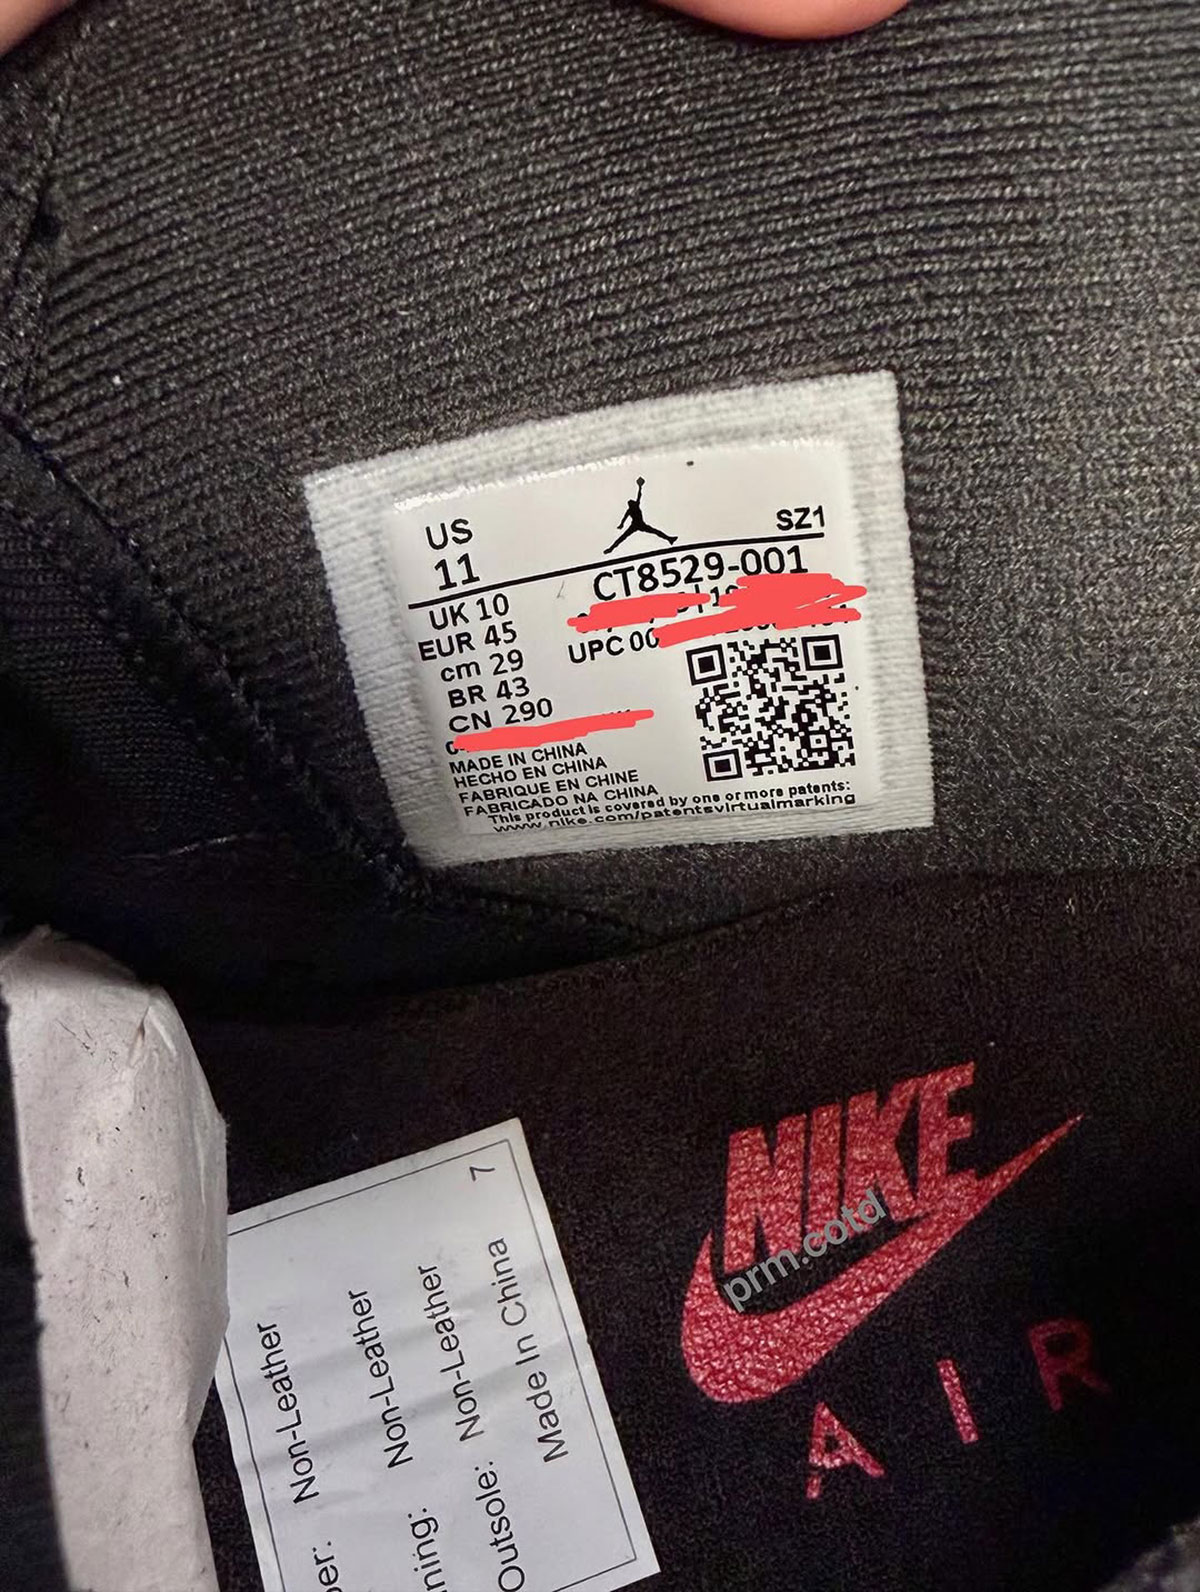 US
11
SZ1
CT8529-001
UK 10
EUR 45
cm 29
BR 43
CN 290
UPC 00
MADE IN CHINA
HECHO EN CHINA
FABRIQUE EN CHINE
FABRICADO NA CHINA
This product is covered by one or more patents:
www.nike.com/patentsvirtualmarking
NIKE
prm.cotd
AIR
7
Non-Leather
Non-Leather
Outsole: Non-Leather
Made In China